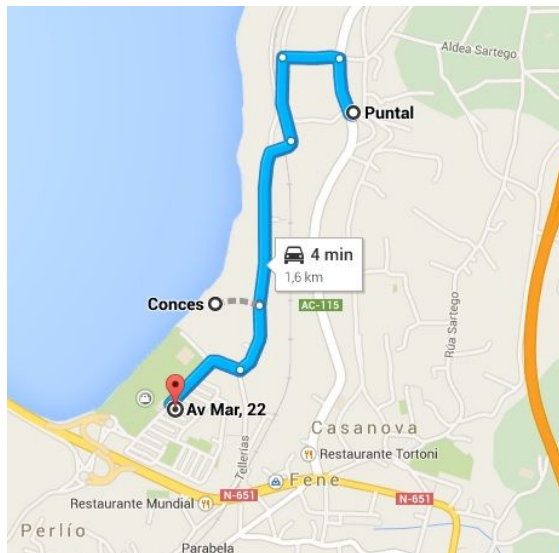 Aldea Sartego
Puntal
4 min
1,6 km
Conces
AC-115
Rúa Sartego
Av Mar, 22
Casanova
Restaurante Tortoni
Tellerías
Fene
N-651
N-651
Restaurante Mundial
Perlío
Parabela